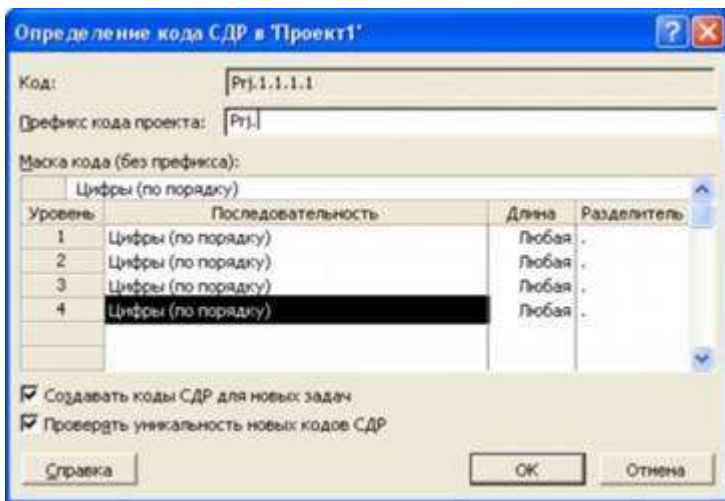 Определение кода СДР в 'Проект1'
Код: Prj.1.1.1.1
Префикс кода проекта: Prj.
Маска кода (без префикса):
Цифры (по порядку)
Уровень Последовательность Длина Разделитель
1 Цифры (по порядку) Любая .
2 Цифры (по порядку) Любая .
3 Цифры (по порядку) Любая .
4 Цифры (по порядку) Любая .
Создавать коды СДР для новых задач
Проверять уникальность новых кодов СДР
Справка ОК Отмена